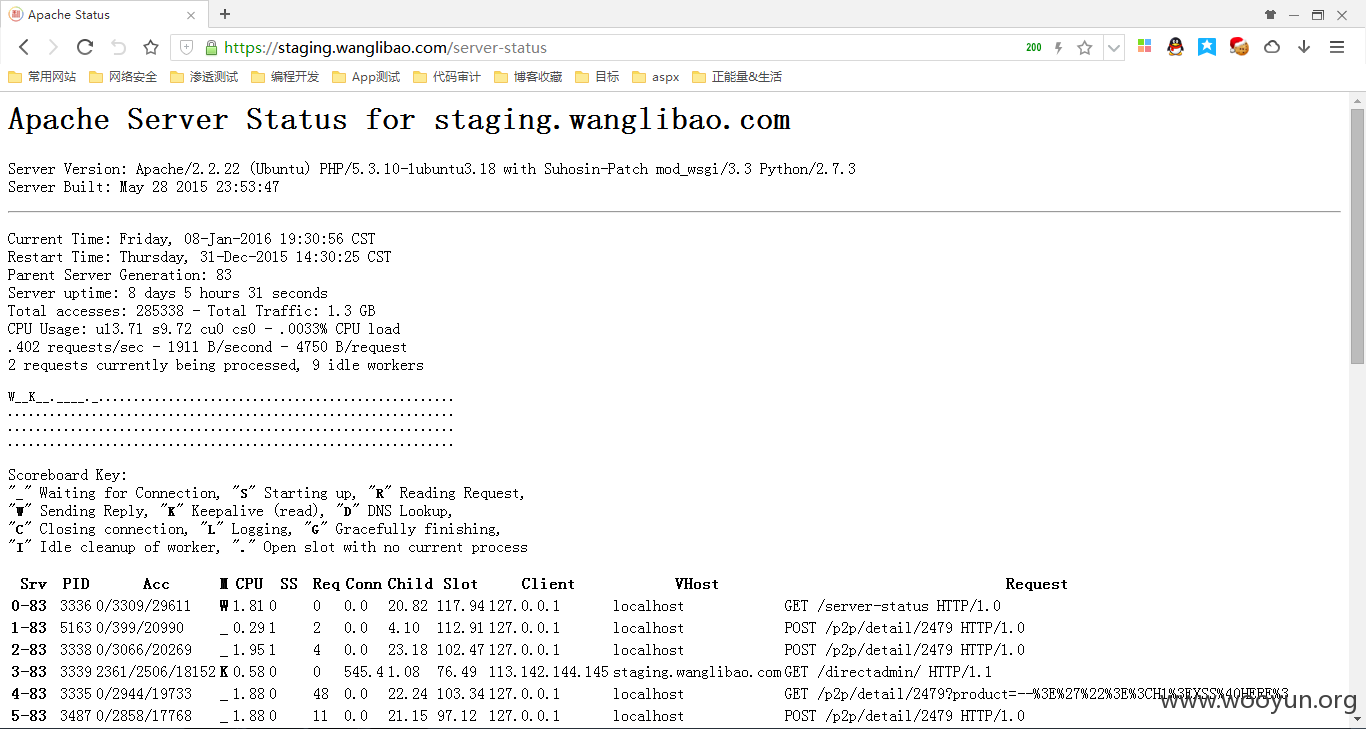 Apache Status
https://staging.wanglibao.com/server-status 200
常用网站 网络安全 渗透测试 编程开发 App测试 代码审计 博客收藏 目标 aspx 正能量&生活
Apache Server Status for staging.wanglibao.com
Server Version: Apache/2.2.22 (Ubuntu) PHP/5.3.10-1ubuntu3.18 with Suhosin-Patch mod_wsgi/3.3 Python/2.7.3
Server Built: May 28 2015 23:53:47
Current Time: Friday, 08-Jan-2016 19:30:56 CST
Restart Time: Thursday, 31-Dec-2015 14:30:25 CST
Parent Server Generation: 83
Server uptime: 8 days 5 hours 31 seconds
Total accesses: 285338 - Total Traffic: 1.3 GB
CPU Usage: u13.71 s9.72 cu0 cs0 - .0033% CPU load
.402 requests/sec - 1911 B/second - 4750 B/request
2 requests currently being processed, 9 idle workers
W__K__.____._...................................................
................................................................
................................................................
................................................................
Scoreboard Key:
"_" Waiting for Connection, "S" Starting up, "R" Reading Request,
"W" Sending Reply, "K" Keepalive (read), "D" DNS Lookup,
"C" Closing connection, "L" Logging, "G" Gracefully finishing,
"I" Idle cleanup of worker, "." Open slot with no current process
Srv PID Acc M CPU SS Req Conn Child Slot Client VHost Request
0-83 3336 0/3309/29611 W 1.81 0 0 0.0 20.82 117.94 127.0.0.1 localhost GET /server-status HTTP/1.0
1-83 5163 0/399/20990 _ 0.29 1 2 0.0 4.10 112.91 127.0.0.1 localhost POST /p2p/detail/2479 HTTP/1.0
2-83 3338 0/3066/20269 _ 1.95 1 4 0.0 23.18 102.47 127.0.0.1 localhost POST /p2p/detail/2479 HTTP/1.0
3-83 3339 2361/2506/18152 K 0.58 0 0 545.4 1.08 76.49 113.142.144.145 staging.wanglibao.com GET /directadmin/ HTTP/1.1
4-83 3335 0/2944/19733 _ 1.88 0 48 0.0 22.24 103.34 127.0.0.1 localhost GET /p2p/detail/2479?product=--%3E%27%22%3E%3CH1%3EXSS%40HERE%3
5-83 3487 0/2858/17768 _ 1.88 0 11 0.0 21.15 97.12 127.0.0.1 localhost POST /p2p/detail/2479 HTTP/1.0
www.wooyun.org